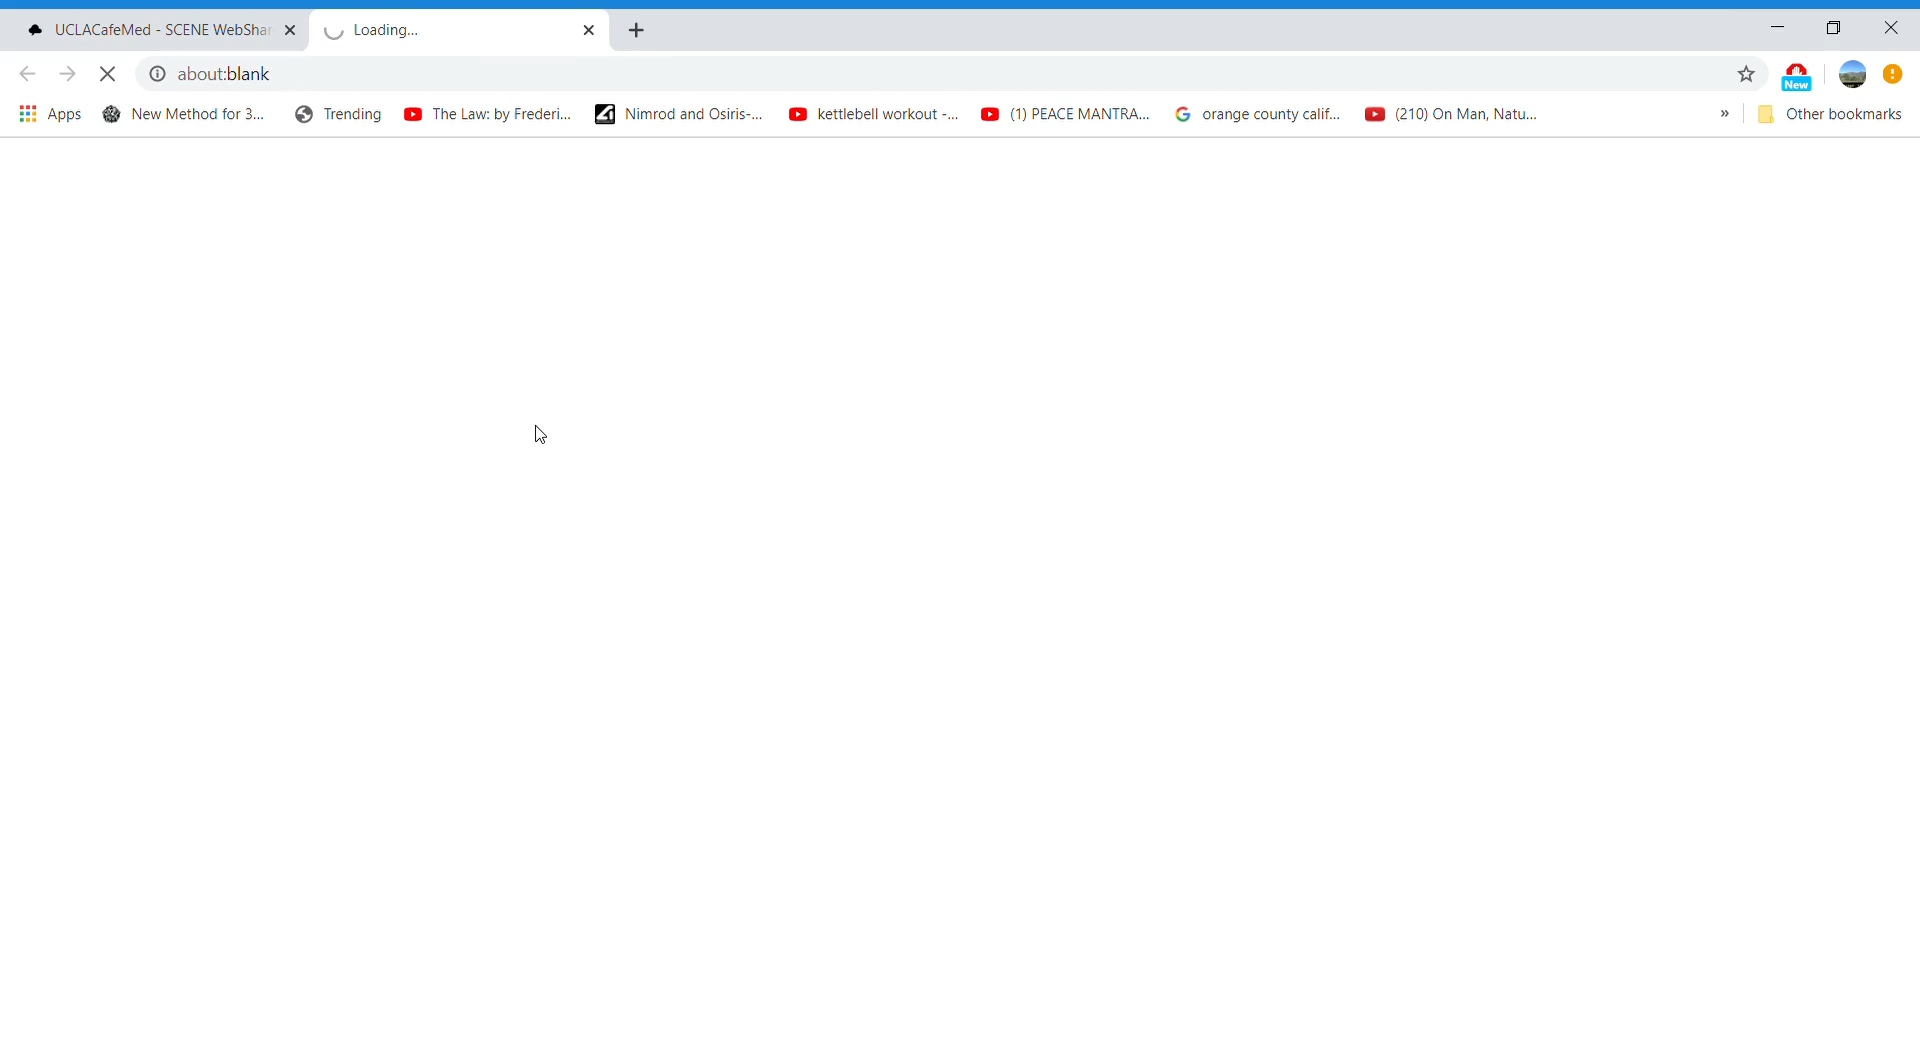 UCLACafeMed - SCENE WebShar
Loading...
about:blank
New
Apps
New Method for 3...
Trending
The Law: by Frederi...
Nimrod and Osiris-...
kettlebell workout -...
(1) PEACE MANTRA...
orange county calif...
(210) On Man, Natu...
»
Other bookmarks